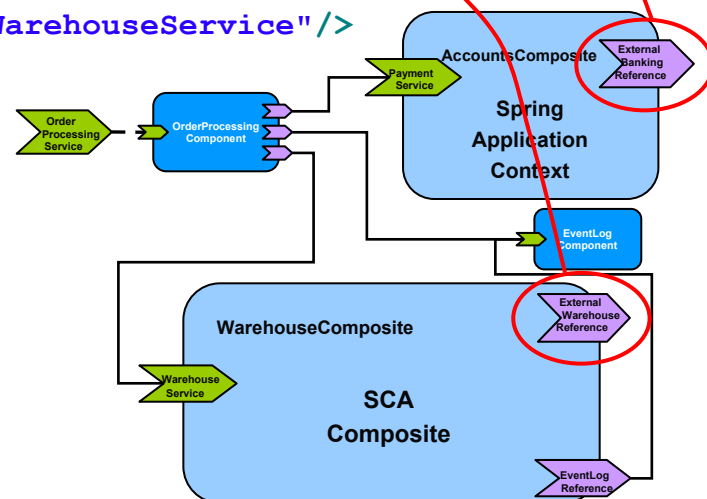 WarehouseService"/>
AccountsComposite
External
Banking
Reference
Payment
Service
Spring
Application
Context
Order
Processing
Service
OrderProcessing
Component
EventLog
Component
External
Warehouse
Reference
WarehouseComposite
Warehouse
Service
SCA
Composite
EventLog
Reference